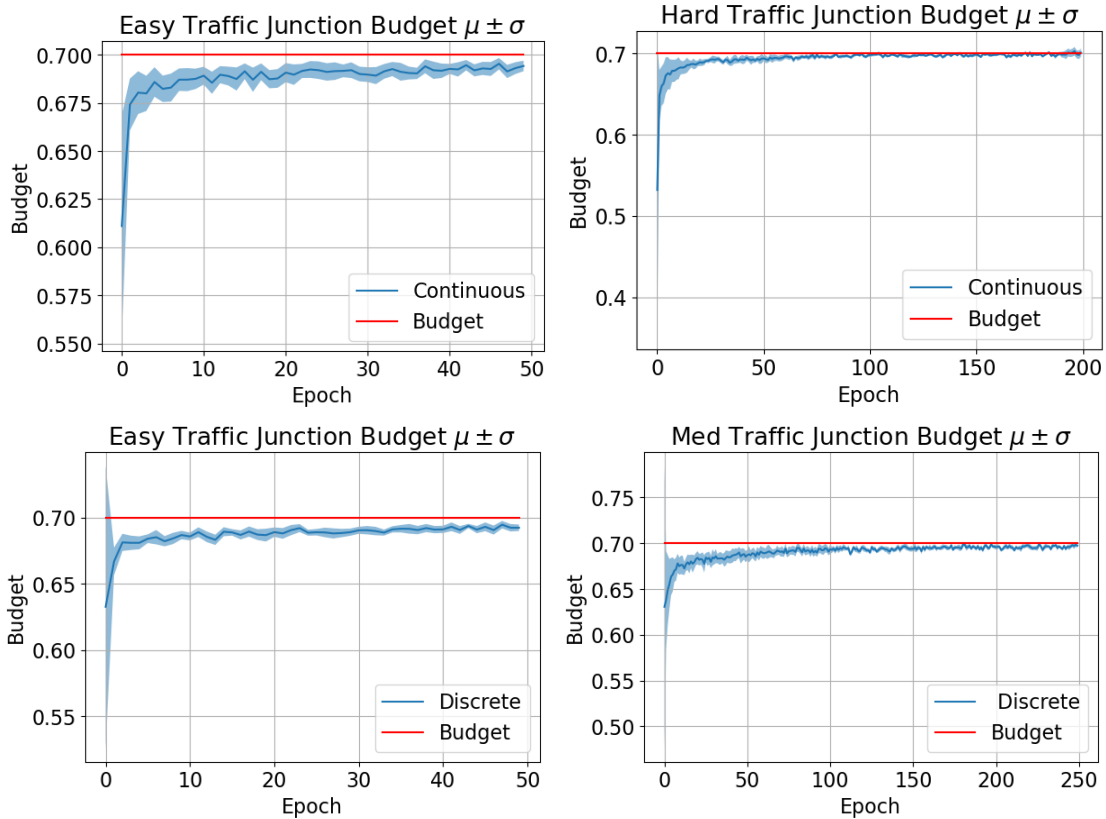 Easy Traffic Junction Budget μ ± σ
Budget
0.700
0.675
0.650
0.625
0.600
0.575
0.550
Continuous
Budget
0 10 20 30 40 50
Epoch
Hard Traffic Junction Budget μ ± σ
Budget
0.7
0.6
0.5
0.4
Continuous
Budget
0 50 100 150 200
Epoch
Easy Traffic Junction Budget μ ± σ
Budget
0.70
0.65
0.60
0.55
Discrete
Budget
0 10 20 30 40 50
Epoch
Med Traffic Junction Budget μ ± σ
Budget
0.75
0.70
0.65
0.60
0.55
0.50
Discrete
Budget
0 50 100 150 200 250
Epoch